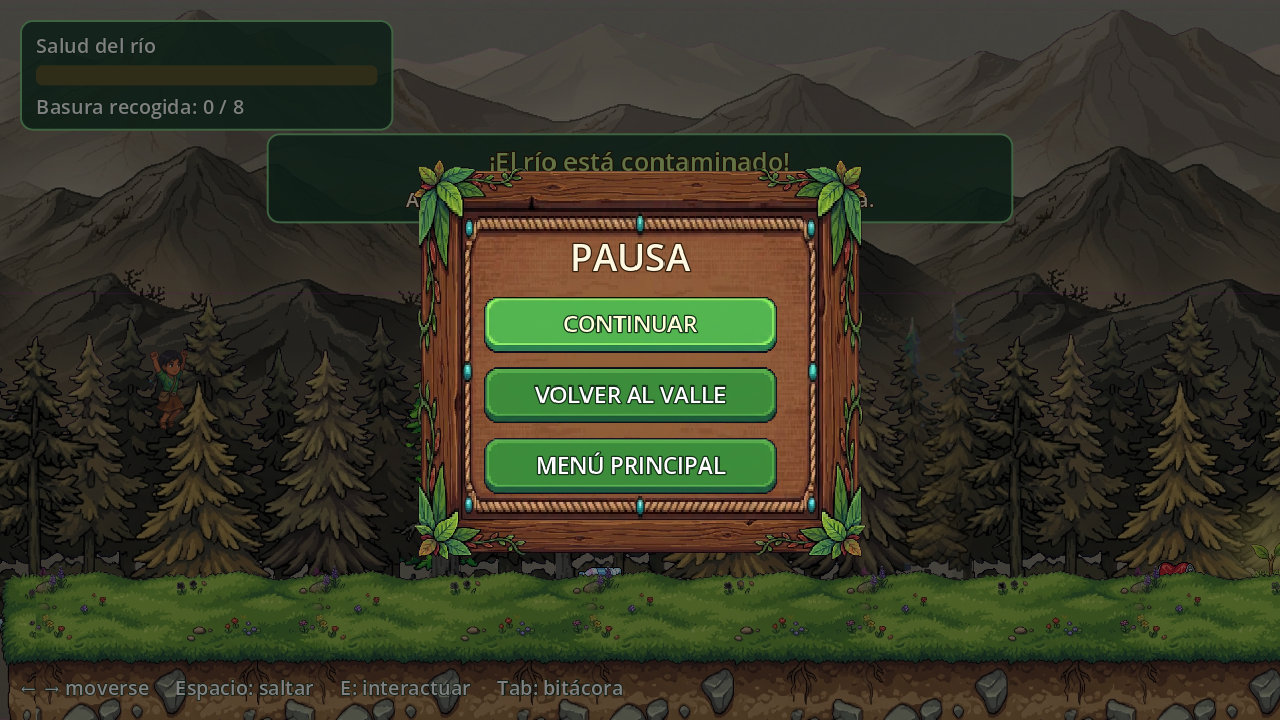 Salud del río
Basura recogida: 0 / 8
¡El río está contaminado!
PAUSA
CONTINUAR
VOLVER AL VALLE
MENÚ PRINCIPAL
← → moverse Espacio: saltar E: interactuar Tab: bitácora